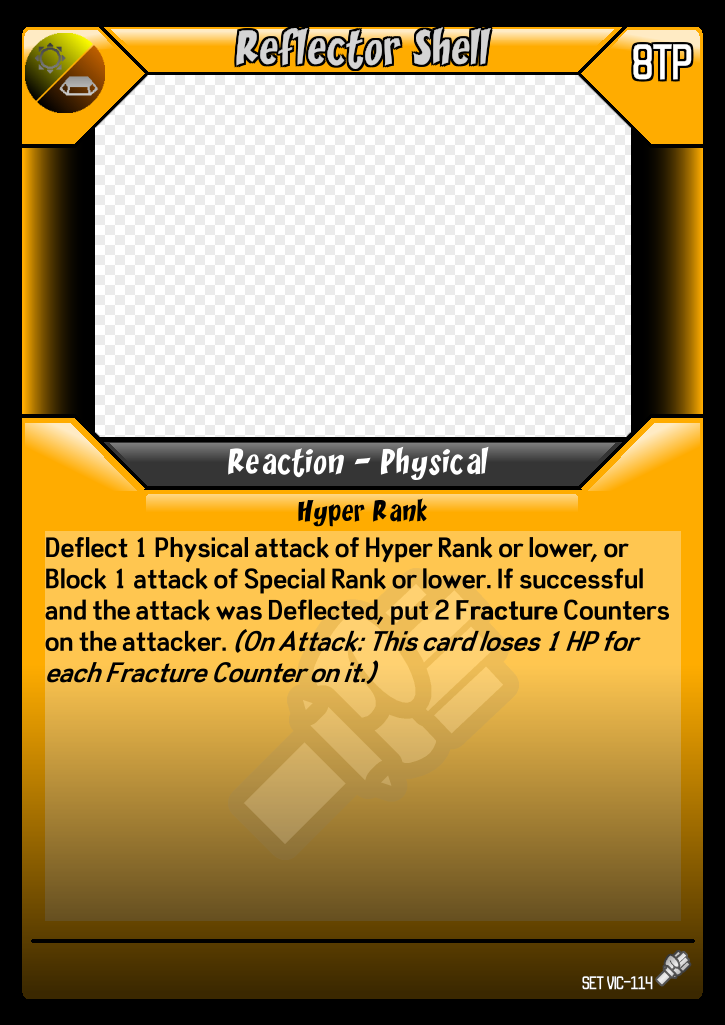 Reflector Shell
8TP
Reaction - Physical
Hyper Rank
Deflect 1 Physical attack of Hyper Rank or lower, or
Block 1 attack of Special Rank or lower. If successful
and the attack was Deflected, put 2 Fracture Counters
on the attacker. (On Attack: This card loses 1 HP for
each Fracture Counter on it.)
SET VIC-114